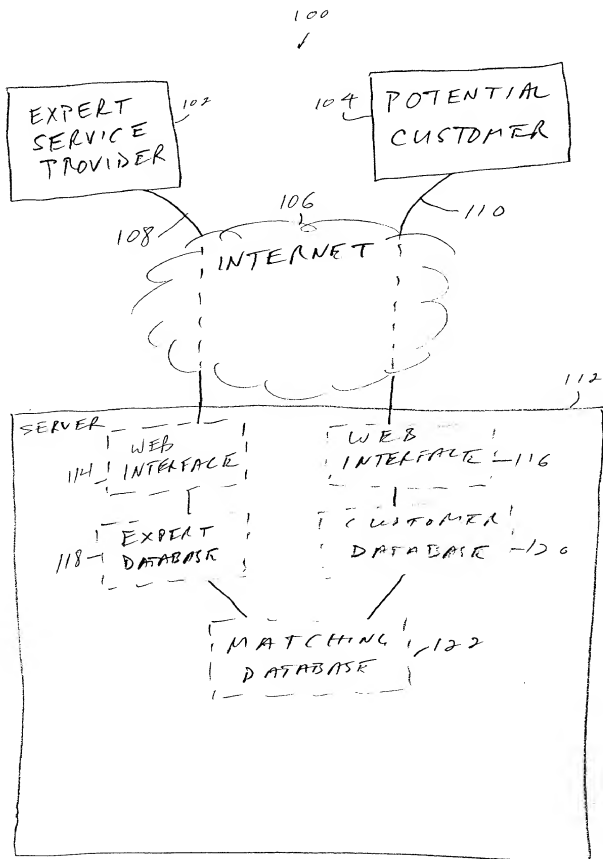 100
EXPERT
SERVICE
PROVIDER
102
104
POTENTIAL
CUSTOMER
106
108
110
INTERNET
112
SERVER
WEB
INTERFACE
114
WEB
INTERFACE
116
EXPERT
DATABASE
118
CUSTOMER
DATABASE
120
MATCHING
DATABASE
122